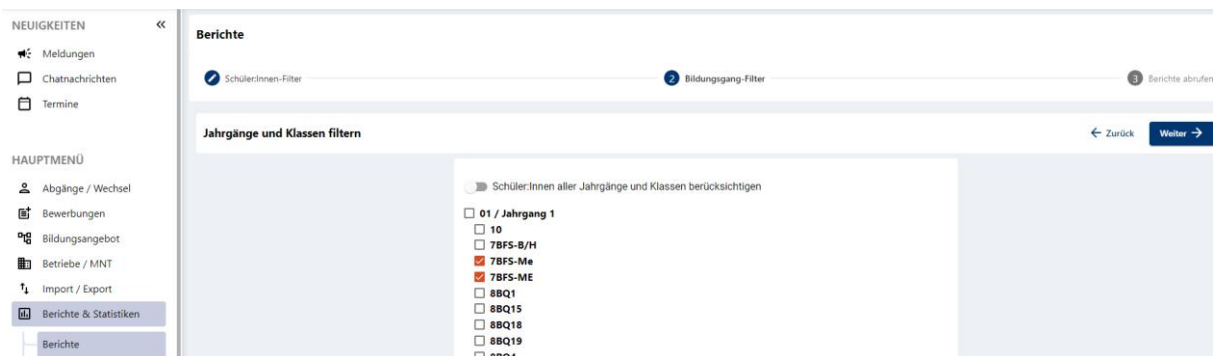 NEUIGKEITEN
Meldungen
Chatnachrichten
Termine
HAUPTMENÜ
Abgänge / Wechsel
Bewerbungen
Bildungsangebot
Betriebe / MNT
Import / Export
Berichte & Statistiken
Berichte
Berichte
Schüler:Innen-Filter
2 Bildungsgang-Filter
3 Berichte abrufen
Jahrgänge und Klassen filtern
Zurück
Weiter
Schüler:Innen aller Jahrgänge und Klassen berücksichtigen
01 / Jahrgang 1
10
7BFS-B/H
7BFS-Me
7BFS-ME
8BQ1
8BQ15
8BQ18
8BQ19